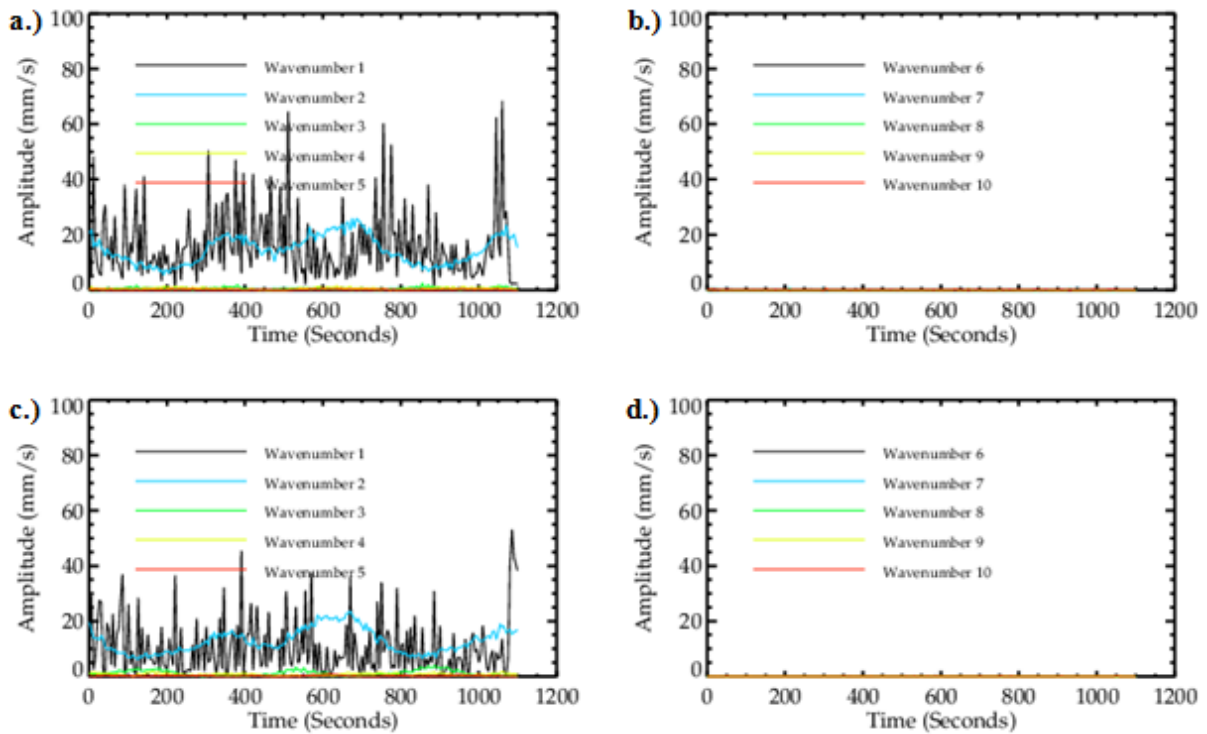 a.)
100
80
60
40
20
0
Amplitude (mm/s)
Wavenumber 1
Wavenumber 2
Wavenumber 3
Wavenumber 4
Wavenumber 5
0 200 400 600 800 1000 1200
Time (Seconds)
b.)
100
80
60
40
20
0
Amplitude (mm/s)
Wavenumber 6
Wavenumber 7
Wavenumber 8
Wavenumber 9
Wavenumber 10
0 200 400 600 800 1000 1200
Time (Seconds)
c.)
100
80
60
40
20
0
Amplitude (mm/s)
Wavenumber 1
Wavenumber 2
Wavenumber 3
Wavenumber 4
Wavenumber 5
0 200 400 600 800 1000 1200
Time (Seconds)
d.)
100
80
60
40
20
0
Amplitude (mm/s)
Wavenumber 6
Wavenumber 7
Wavenumber 8
Wavenumber 9
Wavenumber 10
0 200 400 600 800 1000 1200
Time (Seconds)